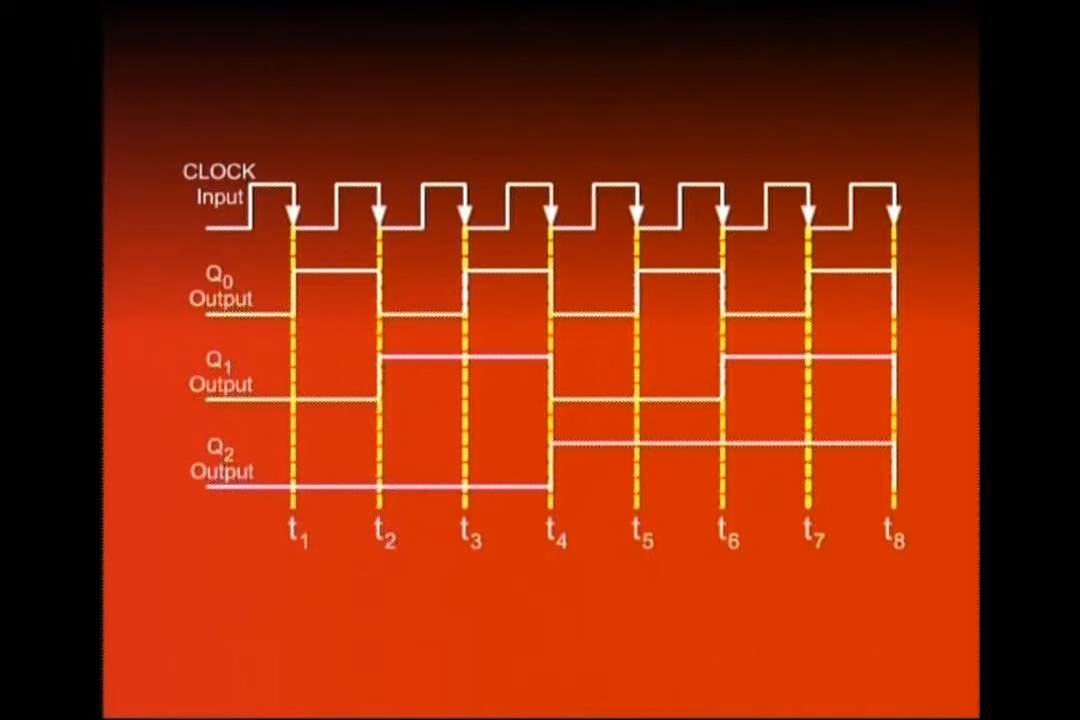 CLOCK
Input
Q0
Output
Q1
Output
Q2
Output
t1 t2 t3 t4 t5 t6 t7 t8